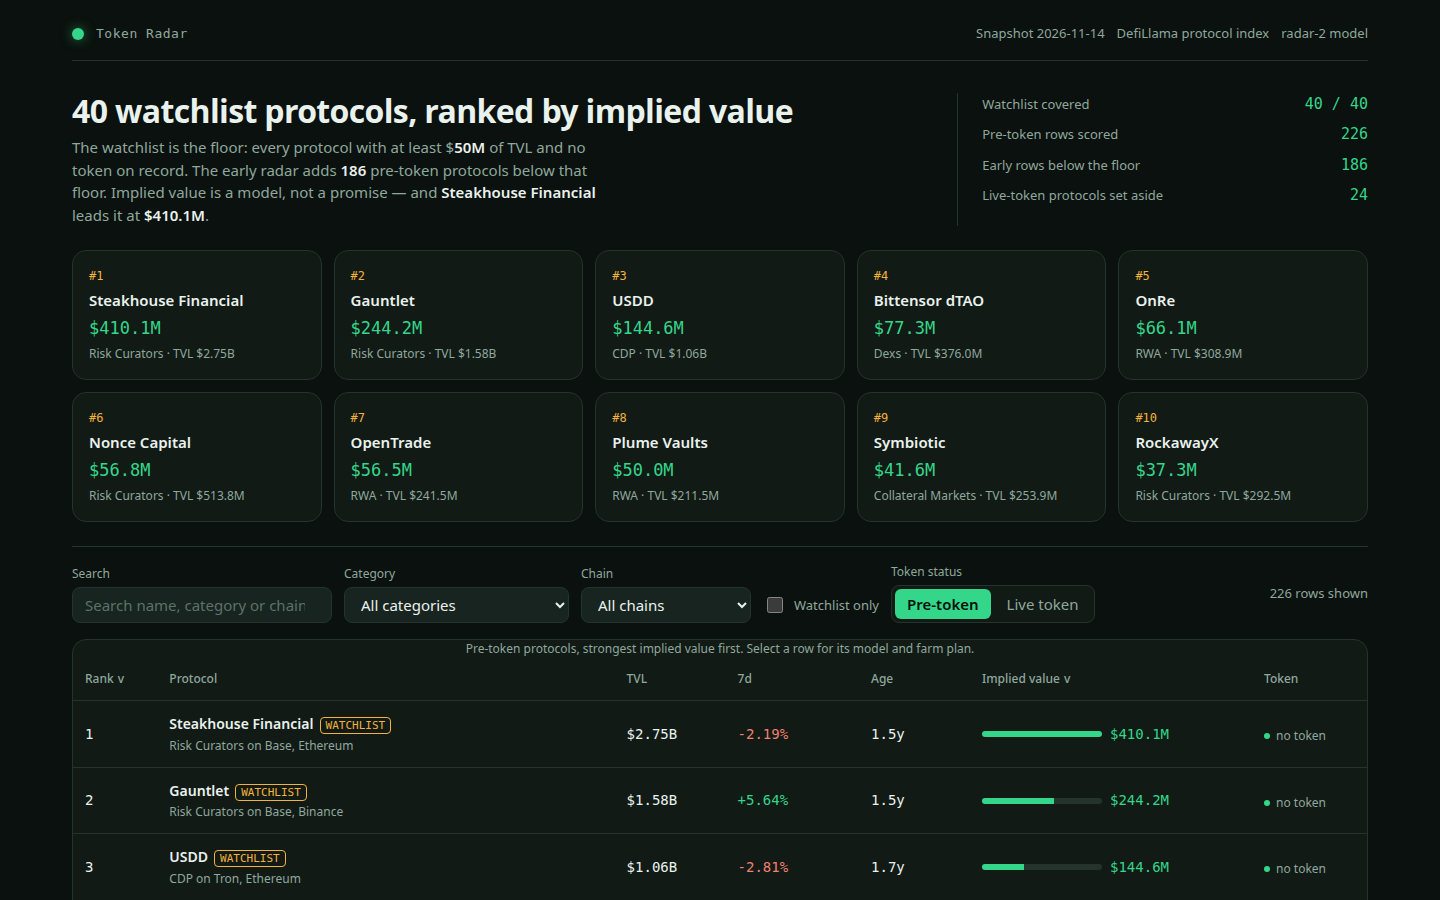 Token Radar
Snapshot 2026-11-14 DefiLlama protocol index radar-2 model
40 watchlist protocols, ranked by implied value
The watchlist is the floor: every protocol with at least $50M of TVL and no
token on record. The early radar adds 186 pre-token protocols below that
floor. Implied value is a model, not a promise — and Steakhouse Financial
leads it at $410.1M.
Watchlist covered 40 / 40
Pre-token rows scored 226
Early rows below the floor 186
Live-token protocols set aside 24
#1
Steakhouse Financial
$410.1M
Risk Curators · TVL $2.75B
#2
Gauntlet
$244.2M
Risk Curators · TVL $1.58B
#3
USDD
$144.6M
CDP · TVL $1.06B
#4
Bittensor dTAO
$77.3M
Dexs · TVL $376.0M
#5
OnRe
$66.1M
RWA · TVL $308.9M
#6
Nonce Capital
$56.8M
Risk Curators · TVL $513.8M
#7
OpenTrade
$56.5M
RWA · TVL $241.5M
#8
Plume Vaults
$50.0M
RWA · TVL $211.5M
#9
Symbiotic
$41.6M
Collateral Markets · TVL $253.9M
#10
RockawayX
$37.3M
Risk Curators · TVL $292.5M
Search
Search name, category or chain
Category
All categories
Chain
All chains
Watchlist only
Token status
Pre-token Live token
226 rows shown
Pre-token protocols, strongest implied value first. Select a row for its model and farm plan.
Rank v Protocol TVL 7d Age Implied value v Token
1 Steakhouse Financial WATCHLIST $2.75B -2.19% 1.5y $410.1M no token
Risk Curators on Base, Ethereum
2 Gauntlet WATCHLIST $1.58B +5.64% 1.5y $244.2M no token
Risk Curators on Base, Binance
3 USDD WATCHLIST $1.06B -2.81% 1.7y $144.6M no token
CDP on Tron, Ethereum